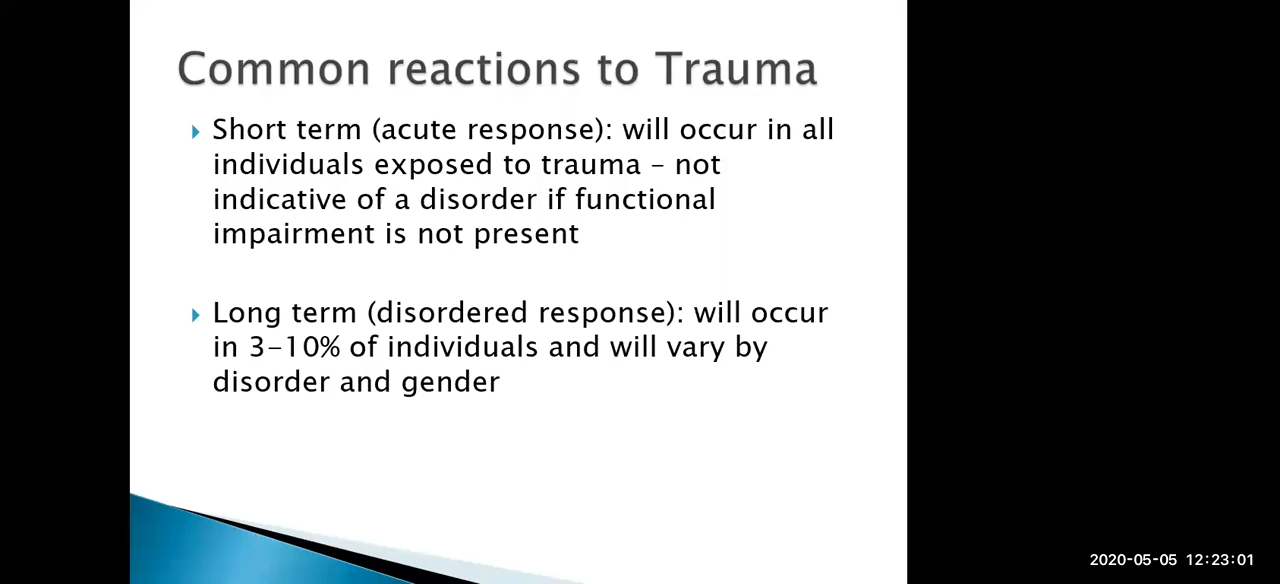 Common reactions to Trauma
Short term (acute response): will occur in all
individuals exposed to trauma – not
indicative of a disorder if functional
impairment is not present
Long term (disordered response): will occur
in 3-10% of individuals and will vary by
disorder and gender
2020-05-05 12:23:01